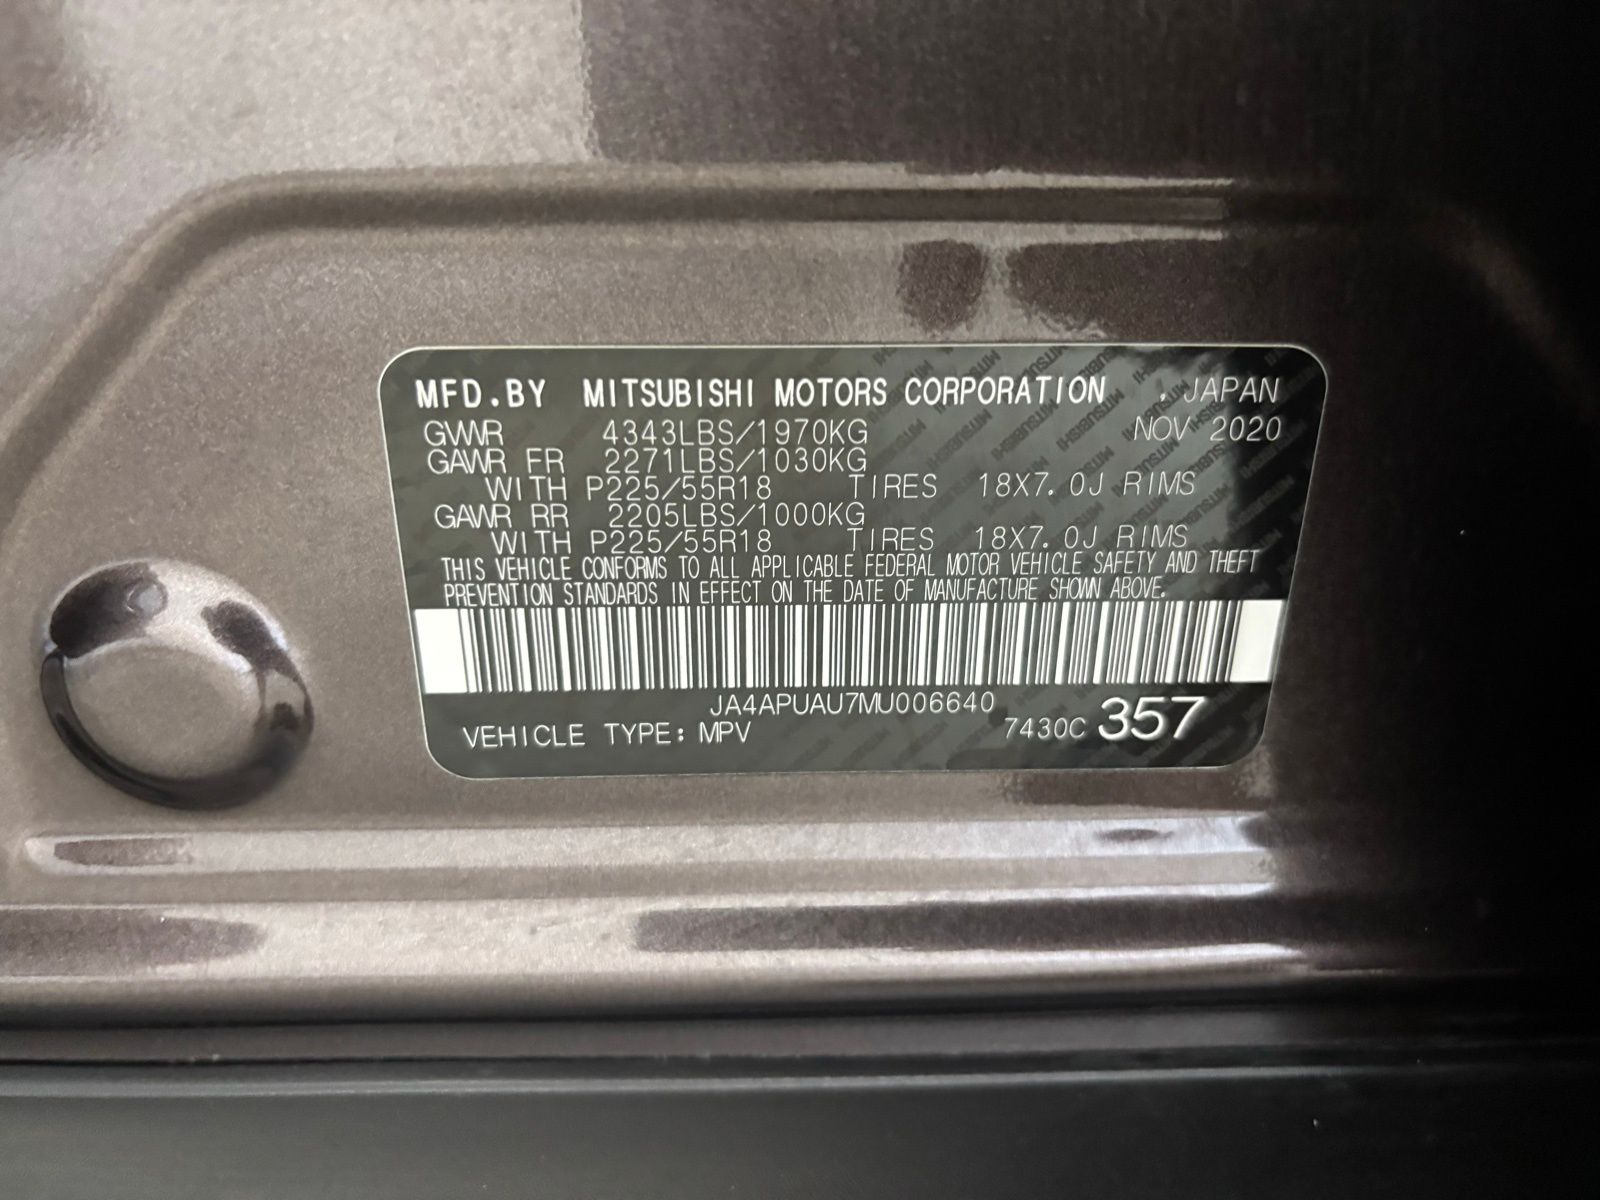 MFD.BY MITSUBISHI MOTORS CORPORATION . JAPAN
GVWR 4343LBS/1970KG NOV 2020
GAWR FR 2271LBS/1030KG
WITH P225/55R18 TIRES 18X7.0J RIMS
GAWR RR 2205LBS/1000KG
WITH P225/55R18 TIRES 18X7.0J RIMS
THIS VEHICLE CONFORMS TO ALL APPLICABLE FEDERAL MOTOR VEHICLE SAFETY AND THEFT
PREVENTION STANDARDS IN EFFECT ON THE DATE OF MANUFACTURE SHOWN ABOVE.
JA4APUAU7MU006640
VEHICLE TYPE: MPV 7430C 357